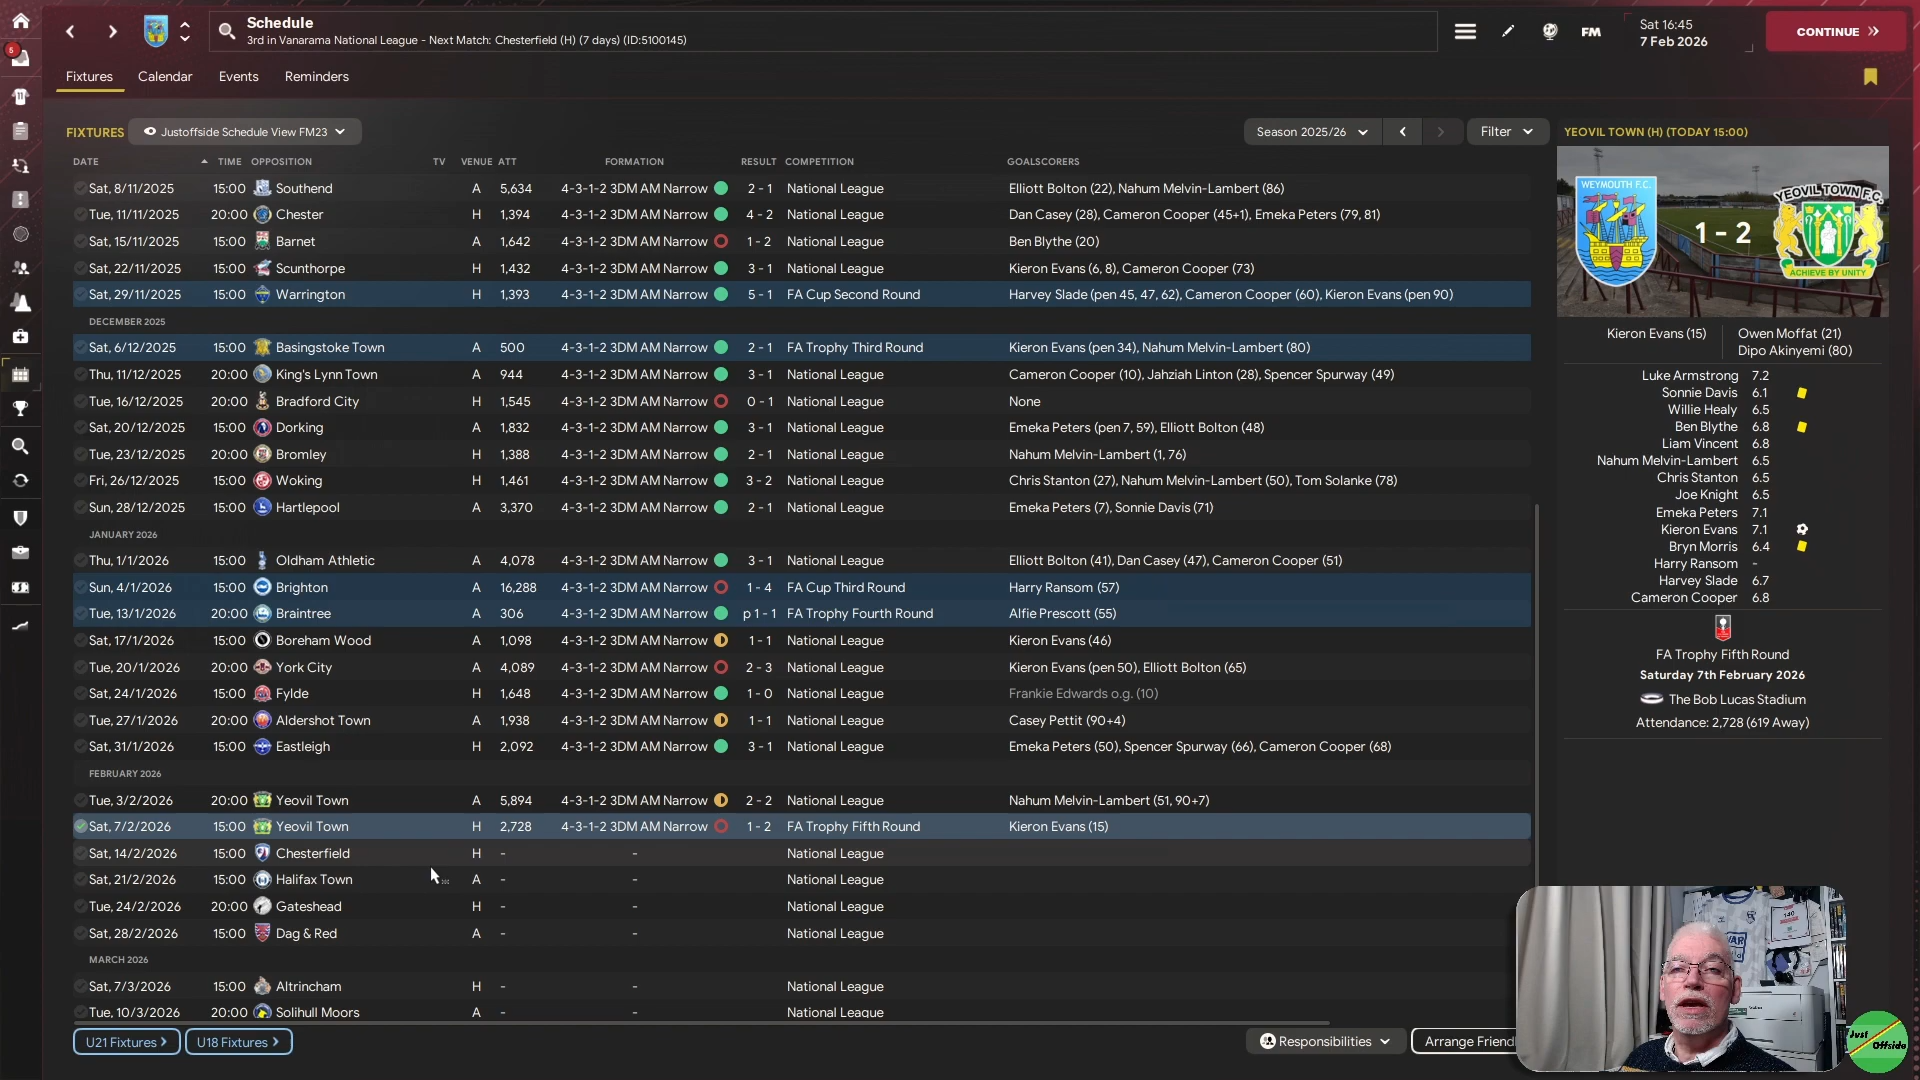 Schedule
3rd in Vanarama National League - Next Match: Chesterfield (H) (7 days) (ID:5100145)
FM
Sat 16:45
7 Feb 2026
CONTINUE
5
Fixtures Calendar Events Reminders
FIXTURES Justoffside Schedule View FM23 Season 2025/26 Filter
DATE TIME OPPOSITION TV VENUE ATT FORMATION RESULT COMPETITION GOALSCORERS
Sat, 8/11/2025 15:00 Southend A 5,634 4-3-1-2 3DM AM Narrow 2 - 1 National League Elliott Bolton (22), Nahum Melvin-Lambert (86)
Tue, 11/11/2025 20:00 Chester H 1,394 4-3-1-2 3DM AM Narrow 4 - 2 National League Dan Casey (28), Cameron Cooper (45+1), Emeka Peters (79, 81)
Sat, 15/11/2025 15:00 Barnet A 1,642 4-3-1-2 3DM AM Narrow 1 - 2 National League Ben Blythe (20)
Sat, 22/11/2025 15:00 Scunthorpe H 1,432 4-3-1-2 3DM AM Narrow 3 - 1 National League Kieron Evans (6, 8), Cameron Cooper (73)
Sat, 29/11/2025 15:00 Warrington H 1,393 4-3-1-2 3DM AM Narrow 5 - 1 FA Cup Second Round Harvey Slade (pen 45, 47, 62), Cameron Cooper (60), Kieron Evans (pen 90)
DECEMBER 2025
Sat, 6/12/2025 15:00 Basingstoke Town A 500 4-3-1-2 3DM AM Narrow 2 - 1 FA Trophy Third Round Kieron Evans (pen 34), Nahum Melvin-Lambert (80)
Thu, 11/12/2025 20:00 King's Lynn Town A 944 4-3-1-2 3DM AM Narrow 3 - 1 National League Cameron Cooper (10), Jahziah Linton (28), Spencer Spurway (49)
Tue, 16/12/2025 20:00 Bradford City H 1,545 4-3-1-2 3DM AM Narrow 0 - 1 National League None
Sat, 20/12/2025 15:00 Dorking A 1,832 4-3-1-2 3DM AM Narrow 3 - 1 National League Emeka Peters (pen 7, 59), Elliott Bolton (48)
Tue, 23/12/2025 20:00 Bromley H 1,388 4-3-1-2 3DM AM Narrow 2 - 1 National League Nahum Melvin-Lambert (1, 76)
Fri, 26/12/2025 15:00 Woking H 1,461 4-3-1-2 3DM AM Narrow 3 - 2 National League Chris Stanton (27), Nahum Melvin-Lambert (50), Tom Solanke (78)
Sun, 28/12/2025 15:00 Hartlepool A 3,370 4-3-1-2 3DM AM Narrow 2 - 1 National League Emeka Peters (7), Sonnie Davis (71)
JANUARY 2026
Thu, 1/1/2026 15:00 Oldham Athletic A 4,078 4-3-1-2 3DM AM Narrow 3 - 1 National League Elliott Bolton (41), Dan Casey (47), Cameron Cooper (51)
Sun, 4/1/2026 15:00 Brighton A 16,288 4-3-1-2 3DM AM Narrow 1 - 4 FA Cup Third Round Harry Ransom (57)
Tue, 13/1/2026 20:00 Braintree A 306 4-3-1-2 3DM AM Narrow p 1 - 1 FA Trophy Fourth Round Alfie Prescott (55)
Sat, 17/1/2026 15:00 Boreham Wood A 1,098 4-3-1-2 3DM AM Narrow 1 - 1 National League Kieron Evans (46)
Tue, 20/1/2026 20:00 York City A 4,089 4-3-1-2 3DM AM Narrow 2 - 3 National League Kieron Evans (pen 50), Elliott Bolton (65)
Sat, 24/1/2026 15:00 Fylde H 1,648 4-3-1-2 3DM AM Narrow 1 - 0 National League Frankie Edwards o.g. (10)
Tue, 27/1/2026 20:00 Aldershot Town A 1,938 4-3-1-2 3DM AM Narrow 1 - 1 National League Casey Pettit (90+4)
Sat, 31/1/2026 15:00 Eastleigh H 2,092 4-3-1-2 3DM AM Narrow 3 - 1 National League Emeka Peters (50), Spencer Spurway (66), Cameron Cooper (68)
FEBRUARY 2026
Tue, 3/2/2026 20:00 Yeovil Town A 5,894 4-3-1-2 3DM AM Narrow 2 - 2 National League Nahum Melvin-Lambert (51, 90+7)
Sat, 7/2/2026 15:00 Yeovil Town H 2,728 4-3-1-2 3DM AM Narrow 1 - 2 FA Trophy Fifth Round Kieron Evans (15)
Sat, 14/2/2026 15:00 Chesterfield H - - National League
Sat, 21/2/2026 15:00 Halifax Town A - - National League
Tue, 24/2/2026 20:00 Gateshead H - - National League
Sat, 28/2/2026 15:00 Dag & Red A - - National League
MARCH 2026
Sat, 7/3/2026 15:00 Altrincham H - - National League
Tue, 10/3/2026 20:00 Solihull Moors A - - National League
U21 Fixtures U18 Fixtures Responsibilities Arrange Friend
YEOVIL TOWN (H) (TODAY 15:00)
WEYMOUTH F.C.
1 - 2
YEOVIL TOWN F.C.
ACHIEVE BY UNITY
Kieron Evans (15) Owen Moffat (21)
Dipo Akinyemi (80)
Luke Armstrong 7.2
Sonnie Davis 6.1
Willie Healy 6.5
Ben Blythe 6.8
Liam Vincent 6.8
Nahum Melvin-Lambert 6.5
Chris Stanton 6.5
Joe Knight 6.5
Emeka Peters 7.1
Kieron Evans 7.1
Bryn Morris 6.4
Harry Ransom -
Harvey Slade 6.7
Cameron Cooper 6.8
FA Trophy Fifth Round
Saturday 7th February 2026
The Bob Lucas Stadium
Attendance: 2,728 (619 Away)
140
Just
Offside